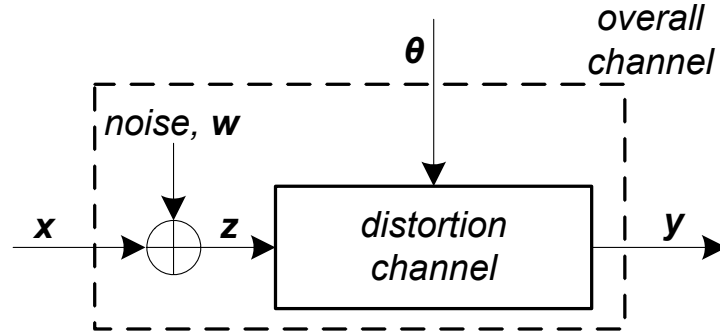 overall
channel
θ
noise, w
x
z
distortion
channel
y